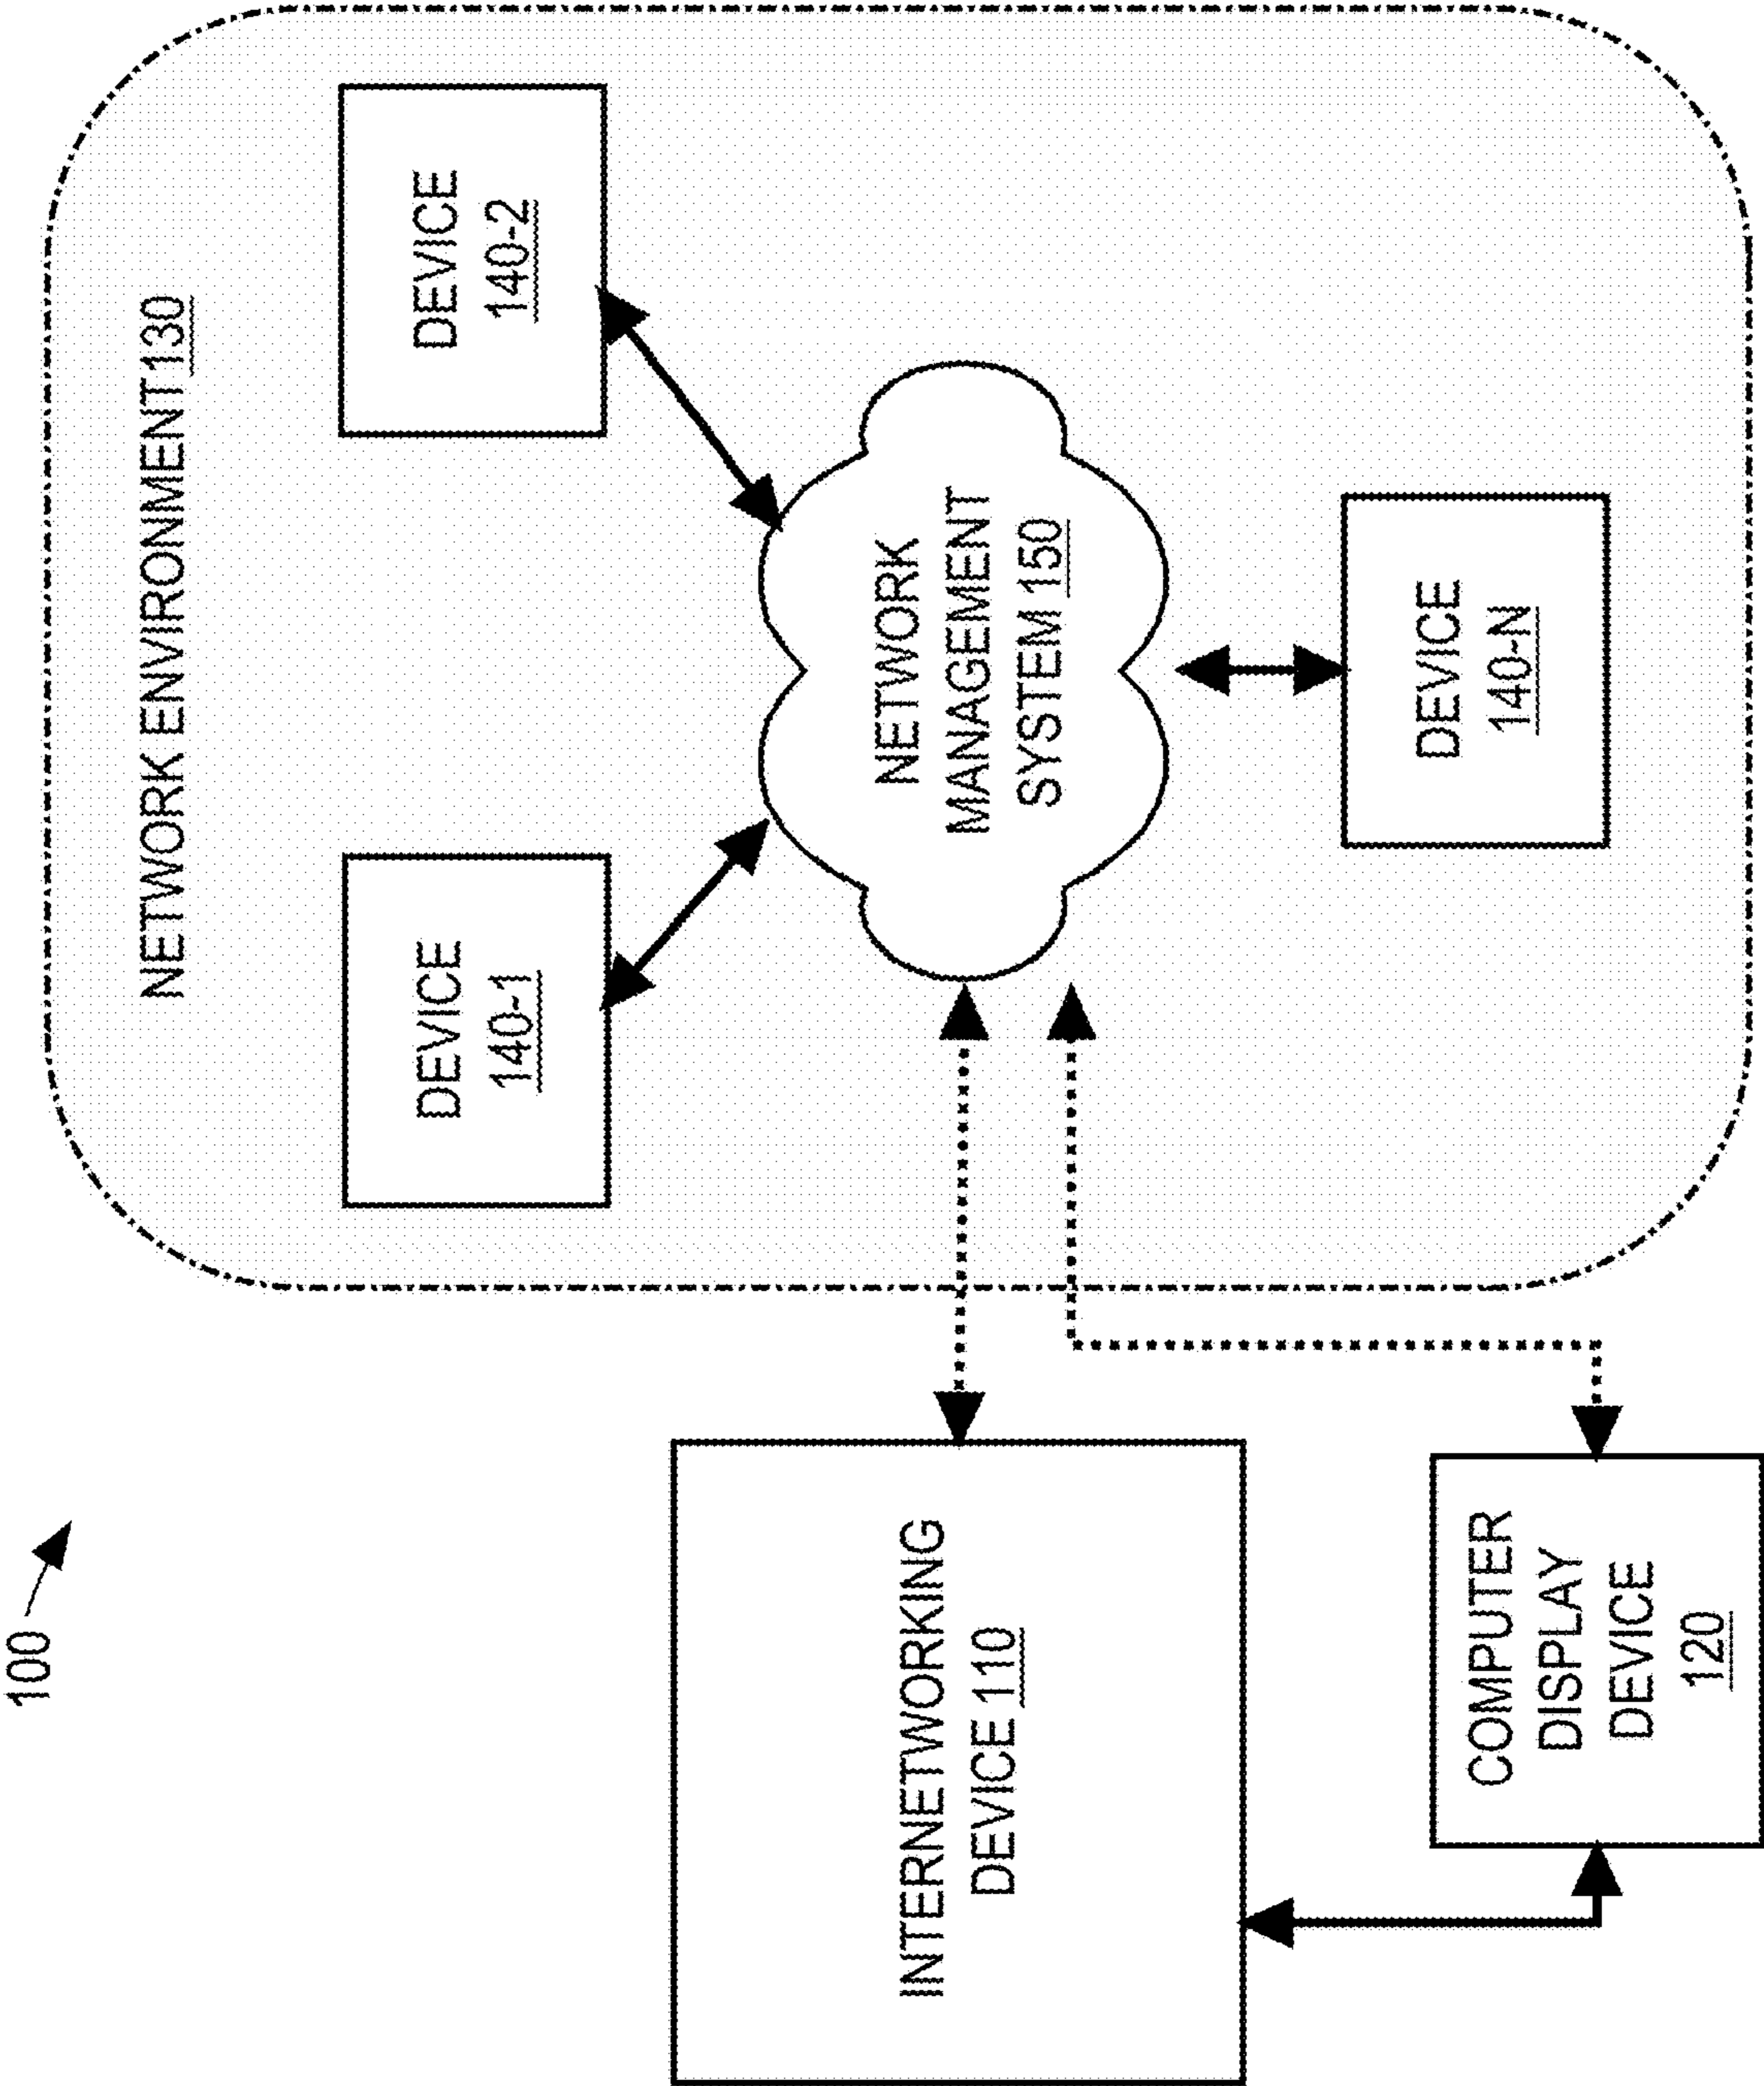 100
NETWORK ENVIRONMENT 130
DEVICE
140-1
DEVICE
140-2
INTERNETWORKING
DEVICE 110
NETWORK
MANAGEMENT
SYSTEM 150
COMPUTER
DISPLAY
DEVICE
120
DEVICE
140-N